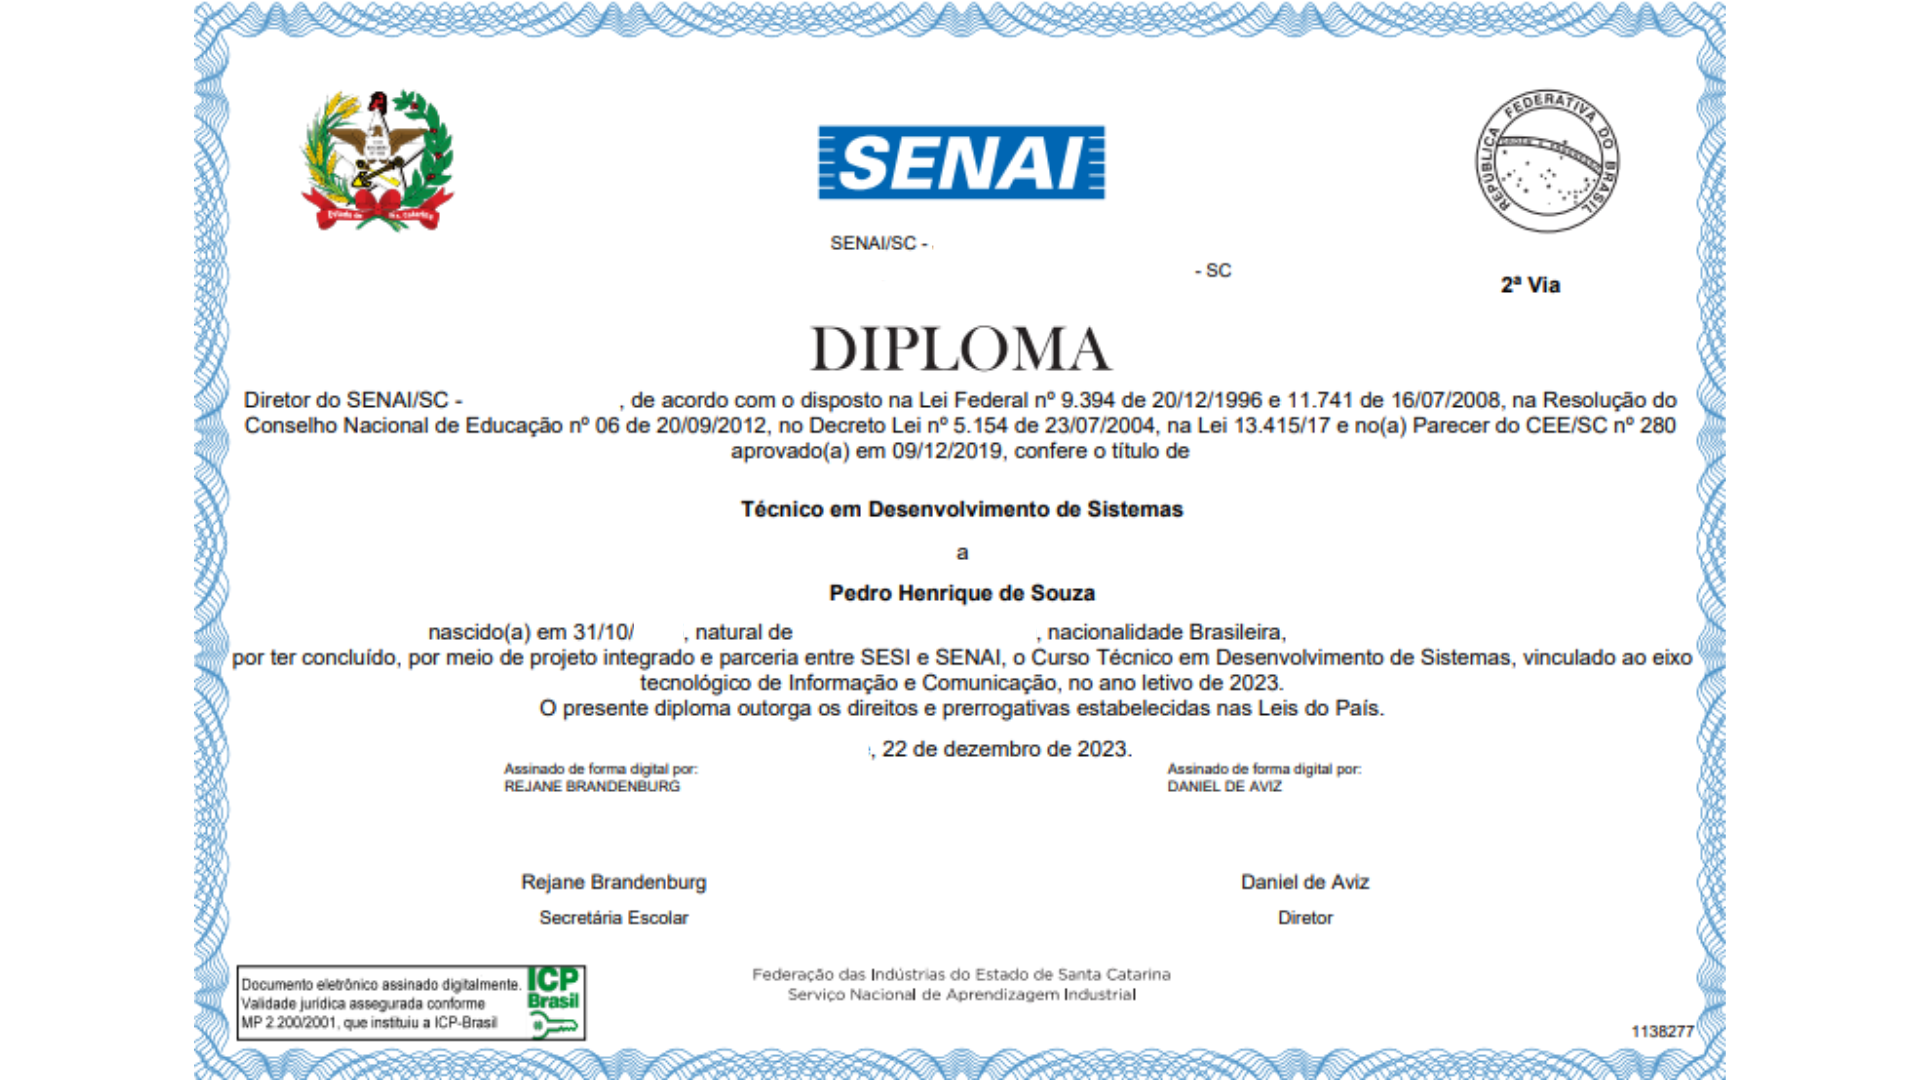 SENAI
REPÚBLICA FEDERATIVA DO BRASIL
SENAI/SC -
- SC
2ª Via
DIPLOMA
Diretor do SENAI/SC - , de acordo com o disposto na Lei Federal nº 9.394 de 20/12/1996 e 11.741 de 16/07/2008, na Resolução do
Conselho Nacional de Educação nº 06 de 20/09/2012, no Decreto Lei nº 5.154 de 23/07/2004, na Lei 13.415/17 e no(a) Parecer do CEE/SC nº 280
aprovado(a) em 09/12/2019, confere o título de
Técnico em Desenvolvimento de Sistemas
a
Pedro Henrique de Souza
nascido(a) em 31/10/ , natural de , nacionalidade Brasileira,
por ter concluído, por meio de projeto integrado e parceria entre SESI e SENAI, o Curso Técnico em Desenvolvimento de Sistemas, vinculado ao eixo
tecnológico de Informação e Comunicação, no ano letivo de 2023.
O presente diploma outorga os direitos e prerrogativas estabelecidas nas Leis do País.
, 22 de dezembro de 2023.
Assinado de forma digital por:
REJANE BRANDENBURG
Assinado de forma digital por:
DANIEL DE AVIZ
Rejane Brandenburg
Secretária Escolar
Daniel de Aviz
Diretor
Documento eletrônico assinado digitalmente.
Validade jurídica assegurada conforme
MP 2.200/2001, que instituiu a ICP-Brasil
ICP
Brasil
Federação das Indústrias do Estado de Santa Catarina
Serviço Nacional de Aprendizagem Industrial
1138277